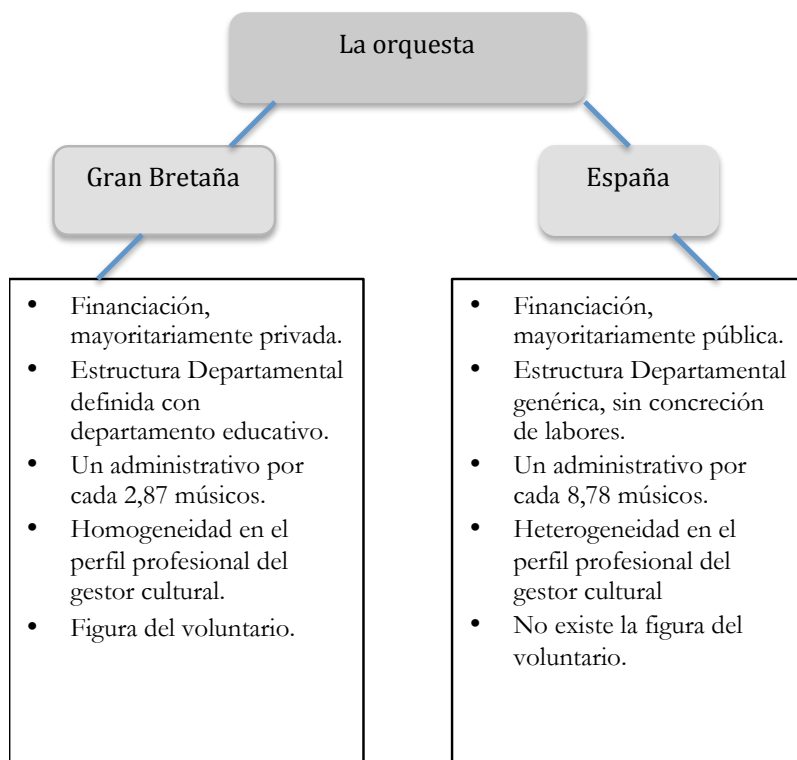 La orquesta
Gran Bretaña
España
• Financiación,
mayoritariamente privada.
• Estructura Departamental
definida con
departamento educativo.
• Un administrativo por
cada 2,87 músicos.
• Homogeneidad en el
perfil profesional del
gestor cultural.
• Figura del voluntario.
• Financiación,
mayoritariamente pública.
• Estructura Departamental
genérica, sin concreción
de labores.
• Un administrativo por
cada 8,78 músicos.
• Heterogeneidad en el
perfil profesional del
gestor cultural
• No existe la figura del
voluntario.